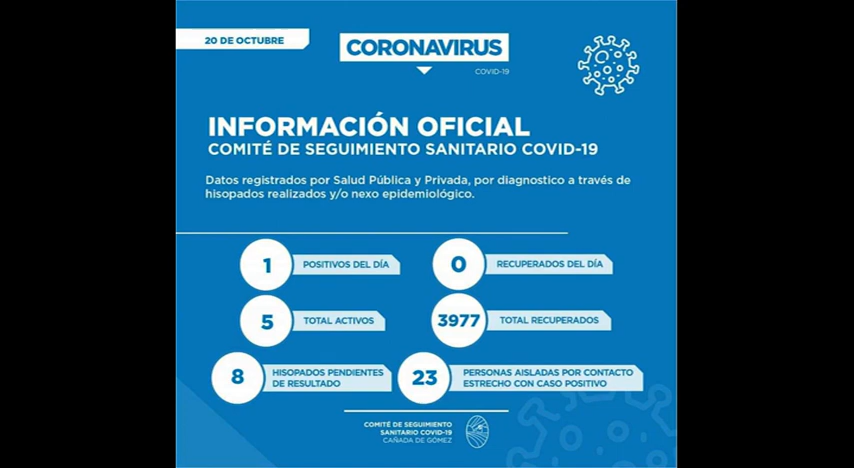 20 DE OCTUBRE
CORONAVIRUS
COVID-19
INFORMACIÓN OFICIAL
COMITÉ DE SEGUIMIENTO SANITARIO COVID-19
Datos registrados por Salud Pública y Privada, por diagnostico a través de
hisopados realizados y/o nexo epidemiológico.
1 POSITIVOS DEL DÍA
0 RECUPERADOS DEL DÍA
5 TOTAL ACTIVOS
3977 TOTAL RECUPERADOS
8 HISOPADOS PENDIENTES
DE RESULTADO
23 PERSONAS AISLADAS POR CONTACTO
ESTRECHO CON CASO POSITIVO
COMITÉ DE SEGUIMIENTO
SANITARIO COVID-19
CAÑADA DE GÓMEZ